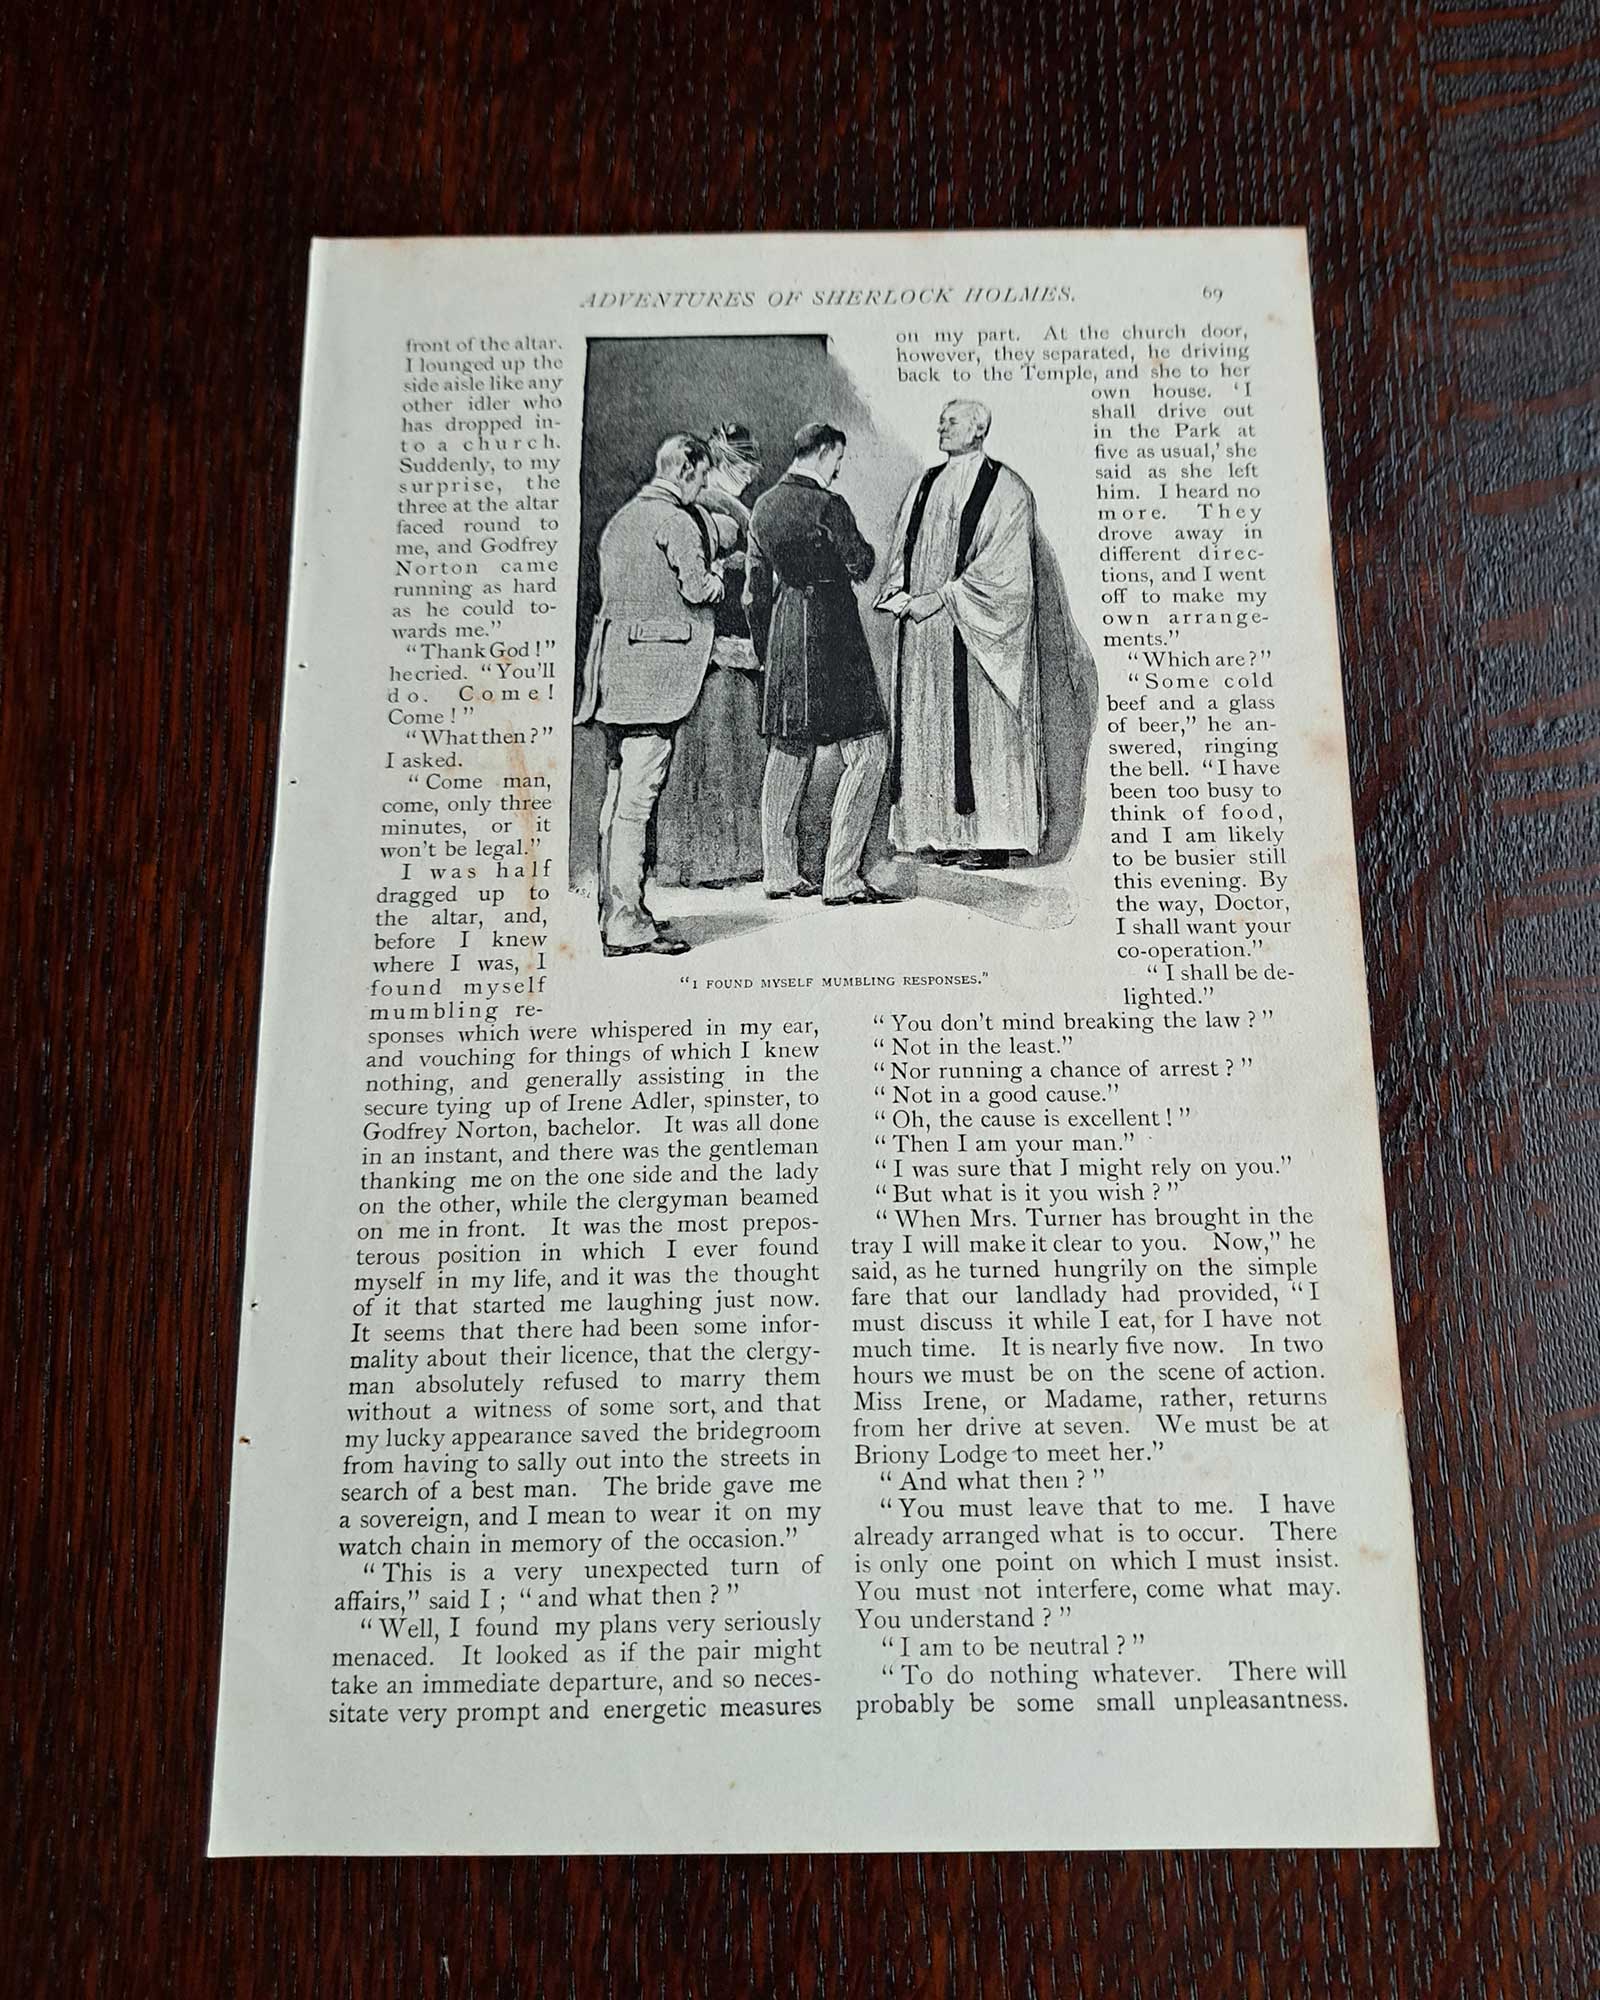 ADVENTURES OF SHERLOCK HOLMES.
69
front of the altar.
I lounged up the
side aisle like any
other idler who
has dropped in-
to a church.
Suddenly, to my
surprise, the
three at the altar
faced round to
me, and Godfrey
Norton came
running as hard
as he could to-
wards me."
"Thank God!"
he cried. "You'll
do. Come!
Come!"
"What then?"
I asked.
"Come man,
come, only three
minutes, or it
won't be legal."
I was half
dragged up to
the altar, and,
before I knew
where I was, I
found myself
mumbling re-
sponses which were whispered in my ear,
and vouching for things of which I knew
nothing, and generally assisting in the
secure tying up of Irene Adler, spinster, to
Godfrey Norton, bachelor. It was all done
in an instant, and there was the gentleman
thanking me on the one side and the lady
on the other, while the clergyman beamed
on me in front. It was the most prepos-
terous position in which I ever found
myself in my life, and it was the thought
of it that started me laughing just now.
It seems that there had been some infor-
mality about their licence, that the clergy-
man absolutely refused to marry them
without a witness of some sort, and that
my lucky appearance saved the bridegroom
from having to sally out into the streets in
search of a best man. The bride gave me
a sovereign, and I mean to wear it on my
watch chain in memory of the occasion."
"This is a very unexpected turn of
affairs," said I; "and what then?"
"Well, I found my plans very seriously
menaced. It looked as if the pair might
take an immediate departure, and so neces-
sitate very prompt and energetic measures
"I FOUND MYSELF MUMBLING RESPONSES."
on my part. At the church door,
however, they separated, he driving
back to the Temple, and she to her
own house. 'I
shall drive out
in the Park at
five as usual,' she
said as she left
him. I heard no
more. They
drove away in
different direc-
tions, and I went
off to make my
own arrange-
ments."
"Which are?"
"Some cold
beef and a glass
of beer," he an-
swered, ringing
the bell. "I have
been too busy to
think of food,
and I am likely
to be busier still
this evening. By
the way, Doctor,
I shall want your
co-operation."
"I shall be de-
lighted."
"You don't mind breaking the law?"
"Not in the least."
"Nor running a chance of arrest?"
"Not in a good cause."
"Oh, the cause is excellent!"
"Then I am your man."
"I was sure that I might rely on you."
"But what is it you wish?"
"When Mrs. Turner has brought in the
tray I will make it clear to you. Now," he
said, as he turned hungrily on the simple
fare that our landlady had provided, "I
must discuss it while I eat, for I have not
much time. It is nearly five now. In two
hours we must be on the scene of action.
Miss Irene, or Madame, rather, returns
from her drive at seven. We must be at
Briony Lodge to meet her."
"And what then?"
"You must leave that to me. I have
already arranged what is to occur. There
is only one point on which I must insist.
You must not interfere, come what may.
You understand?"
"I am to be neutral?"
"To do nothing whatever. There will
probably be some small unpleasantness.